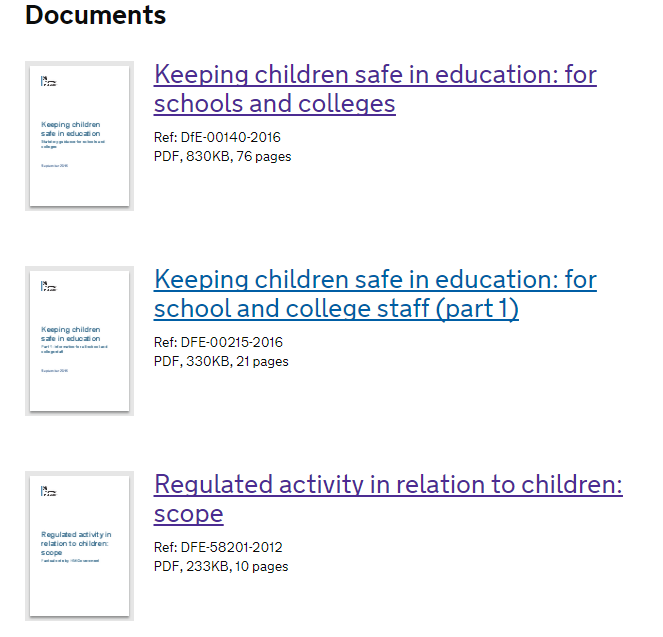 Documents
Keeping children
safe in education
Statutory guidance for schools and
colleges
September 2016
Keeping children safe in education: for
schools and colleges
Ref: DfE-00140-2016
PDF, 830KB, 76 pages
Keeping children
safe in education
Part 1: Information for all school and
college staff
September 2016
Keeping children safe in education: for
school and college staff (part 1)
Ref: DFE-00215-2016
PDF, 330KB, 21 pages
Regulated activity in
relation to children:
scope
Factual note by HM Government
Regulated activity in relation to children:
scope
Ref: DFE-58201-2012
PDF, 233KB, 10 pages